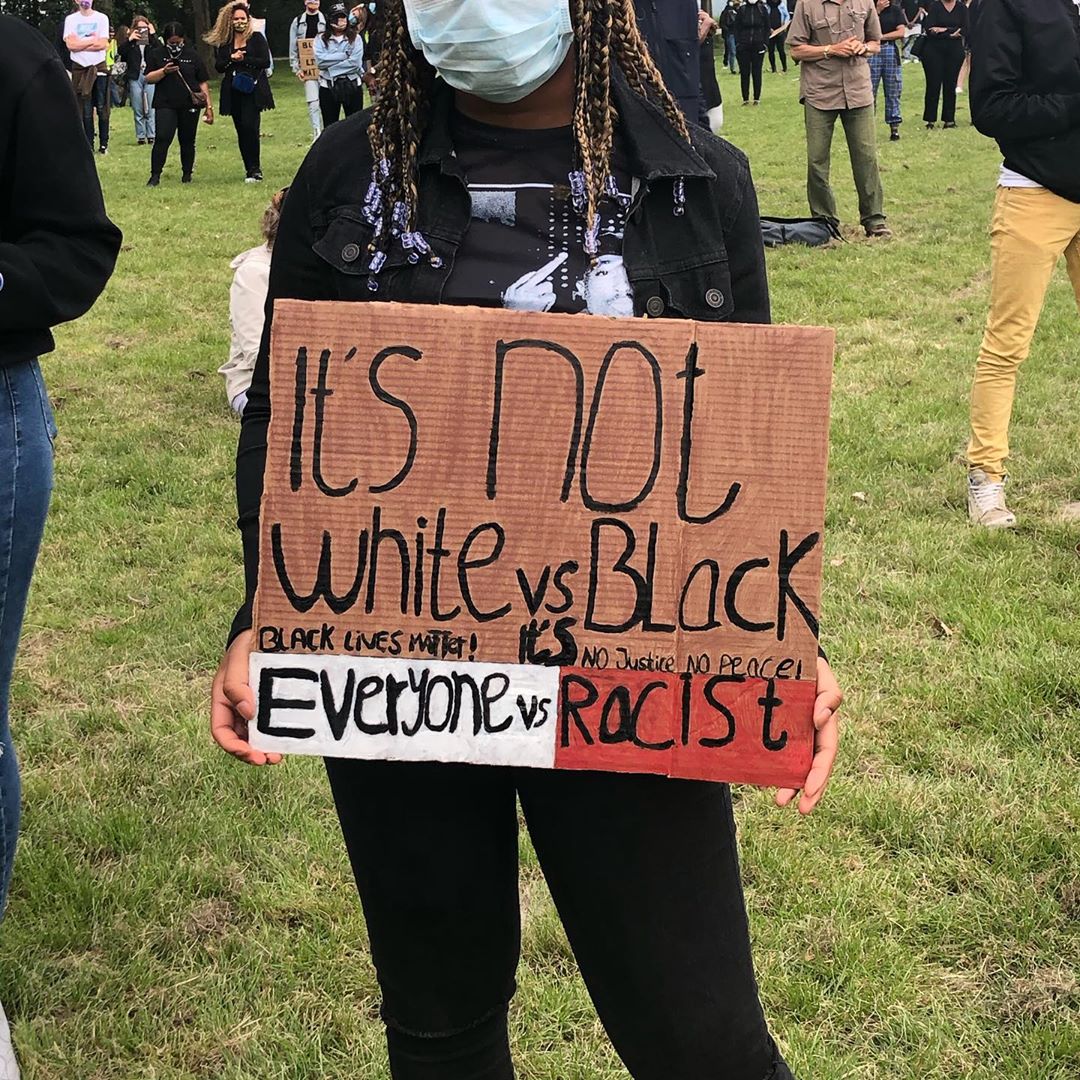 It's not
White vs Black
BLACK LIVES MATTer! It's NO Justice NO Peace!
Everyone vs Racist